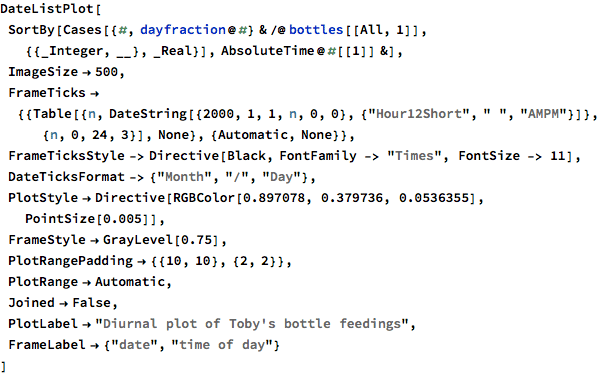 DateListPlot[
SortBy[Cases[{#, dayfraction@#} & /@ bottles[[All, 1]],
{{_Integer, __}, _Real}], AbsoluteTime@#[[1]] &],
ImageSize → 500,
FrameTicks →
{{Table[{n, DateString[{2000, 1, 1, n, 0, 0}, {"Hour12Short", " ", "AMPM"}]},
{n, 0, 24, 3}], None}, {Automatic, None}},
FrameTicksStyle -> Directive[Black, FontFamily -> "Times", FontSize -> 11],
DateTicksFormat -> {"Month", "/", "Day"},
PlotStyle → Directive[RGBColor[0.897078, 0.379736, 0.0536355],
PointSize[0.005]],
FrameStyle → GrayLevel[0.75],
PlotRangePadding → {{10, 10}, {2, 2}},
PlotRange → Automatic,
Joined → False,
PlotLabel → "Diurnal plot of Toby's bottle feedings",
FrameLabel → {"date", "time of day"}
]